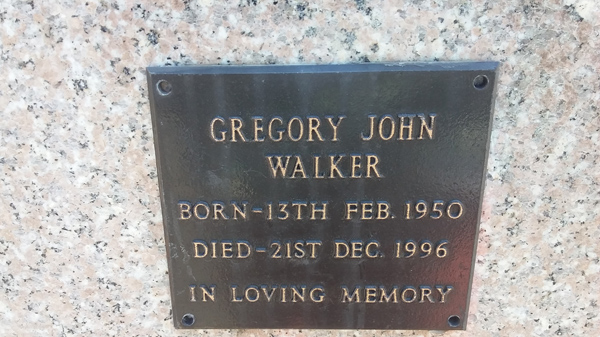 GREGORY JOHN
WALKER
BORN-13TH FEB. 1950
DIED-21ST DEC. 1996
IN LOVING MEMORY